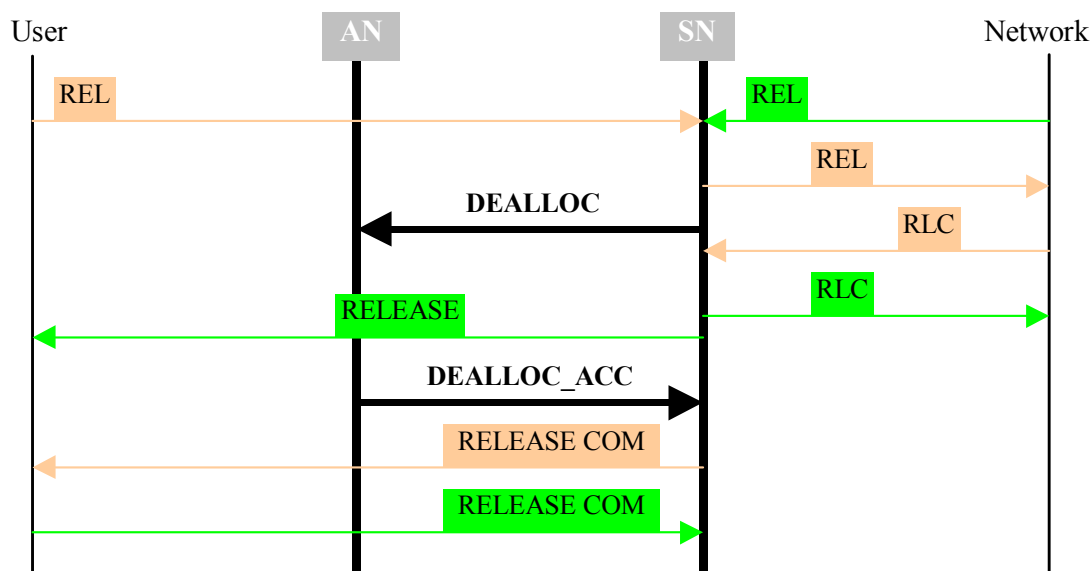 User
AN
SN
Network
REL
REL
REL
DEALLOC
RLC
RLC
RELEASE
DEALLOC_ACC
RELEASE COM
RELEASE COM